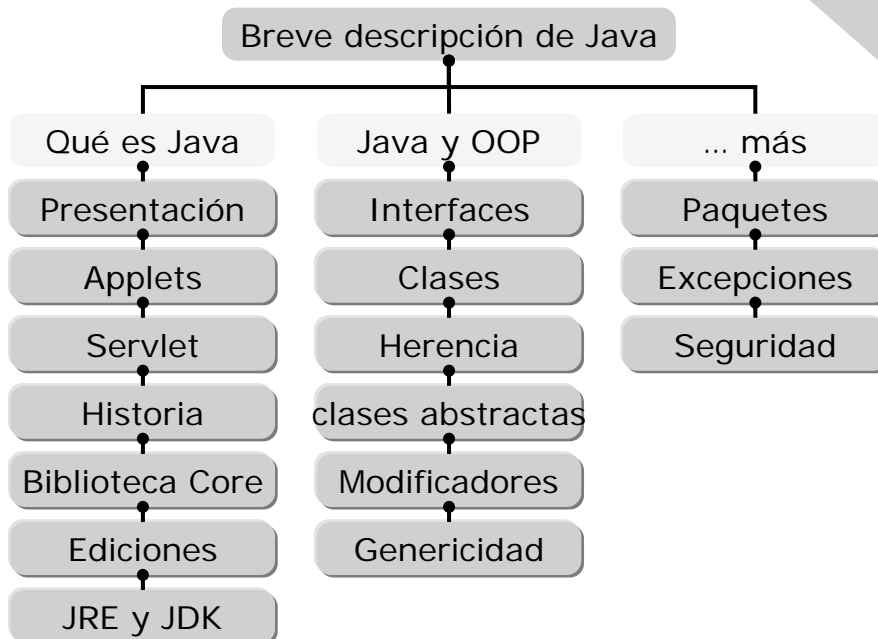 Breve descripción de Java
Qué es Java
Presentación
Applets
Servlet
Historia
Biblioteca Core
Ediciones
JRE y JDK
Java y OOP
Interfaces
Clases
Herencia
clases abstractas
Modificadores
Genericidad
... más
Paquetes
Excepciones
Seguridad